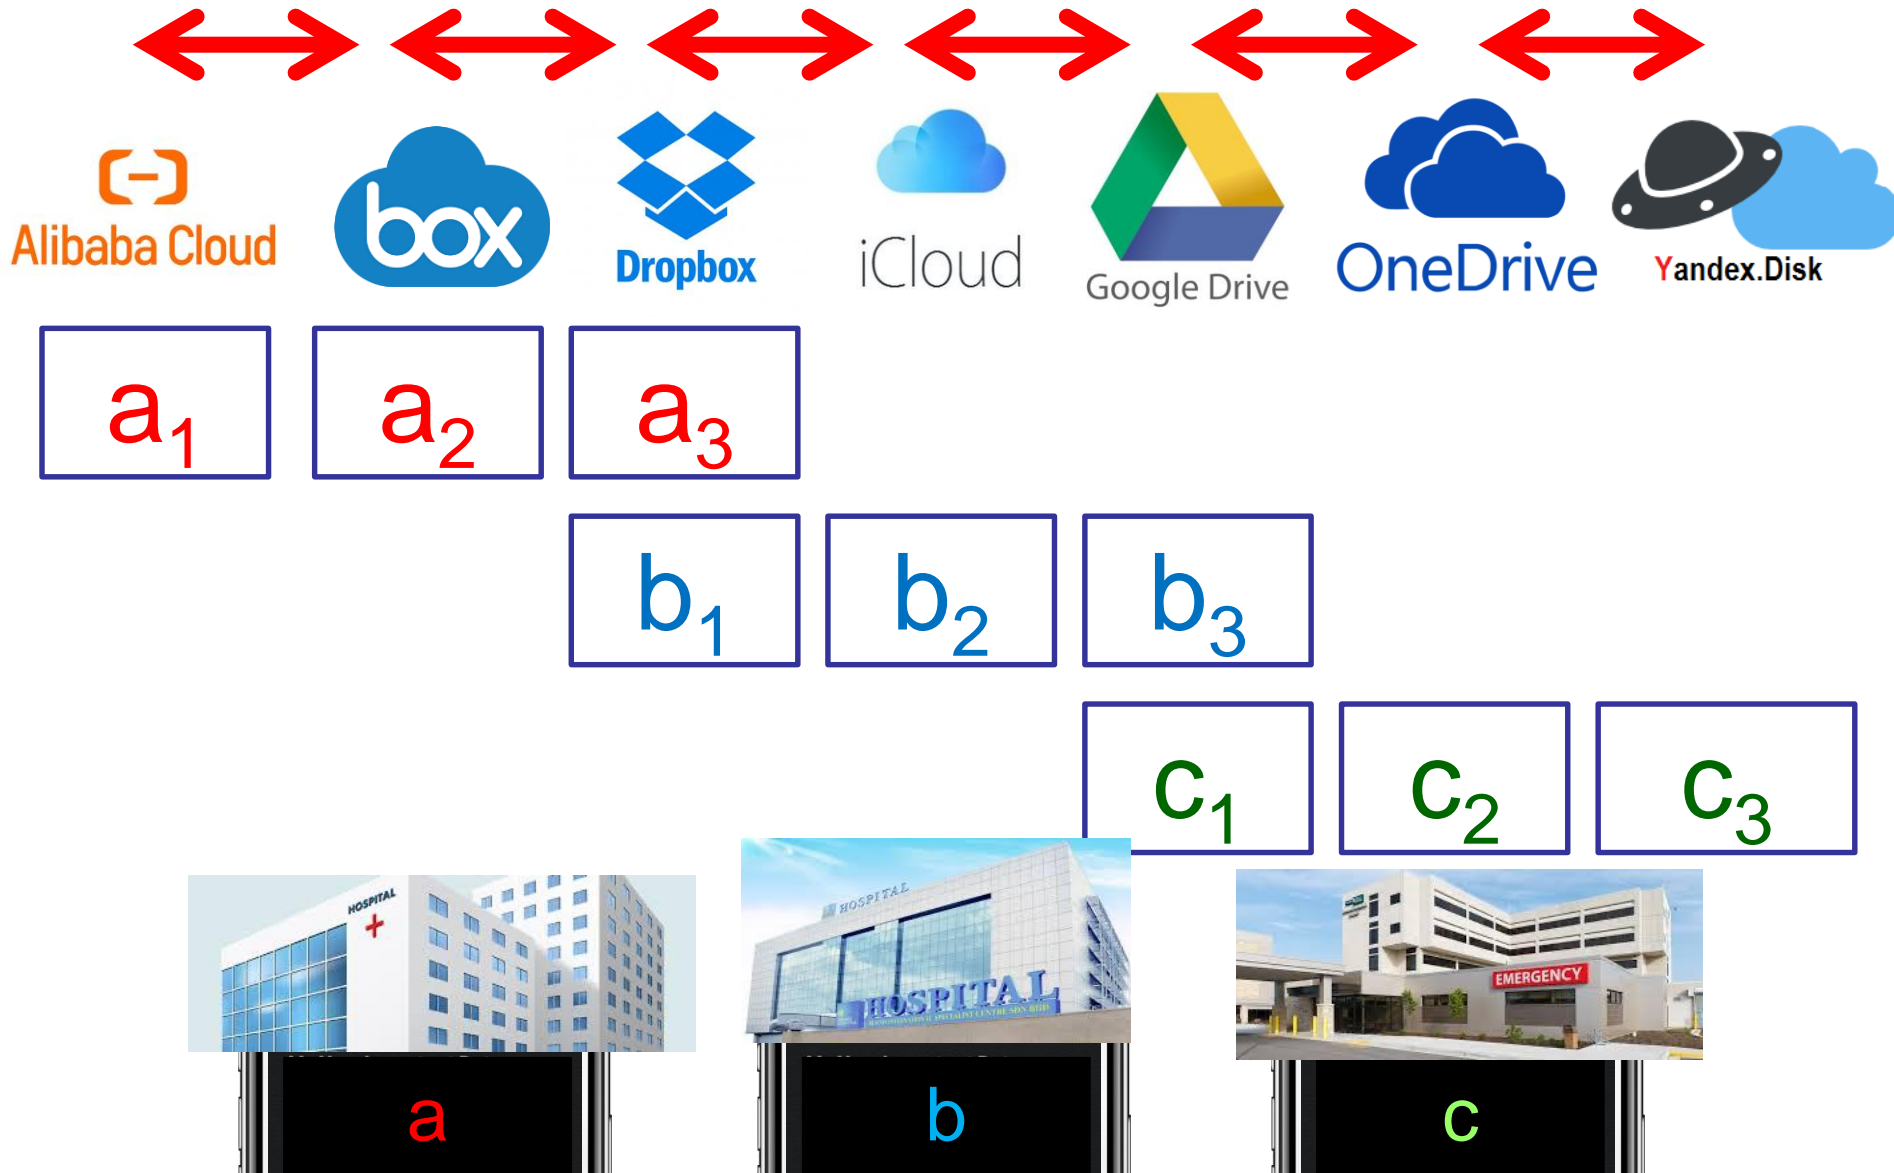 Alibaba Cloud
box
Dropbox
iCloud
Google Drive
OneDrive
Yandex.Disk
a1
a2
a3
b1
b2
b3
c1
c2
c3
HOSPITAL
HOSPITAL
HOSPITAL
EMERGENCY
a
b
c